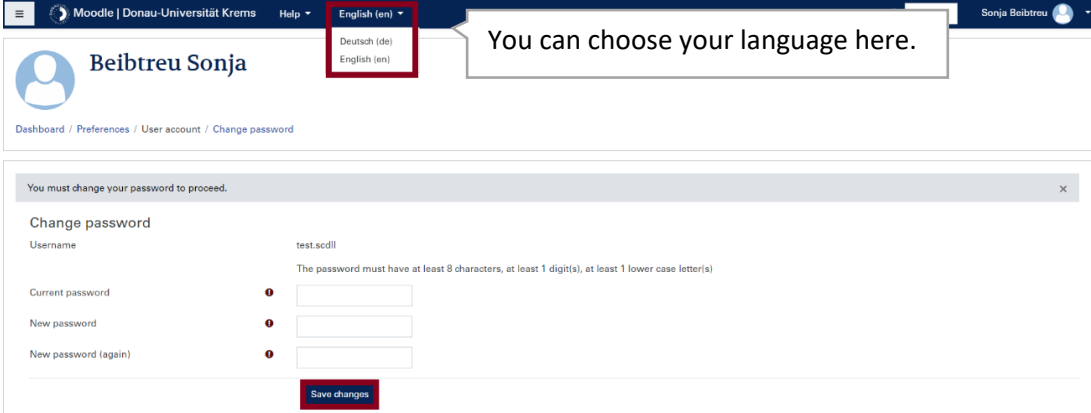 Moodle | Donau-Universität Krems Help English (en) Sonja Beibtreu
Deutsch (de)
English (en)
You can choose your language here.
Beibtreu Sonja
Dashboard / Preferences / User account / Change password
You must change your password to proceed. ×
Change password
Username test.scdll
The password must have at least 8 characters, at least 1 digit(s), at least 1 lower case letter(s)
Current password
New password
New password (again)
Save changes